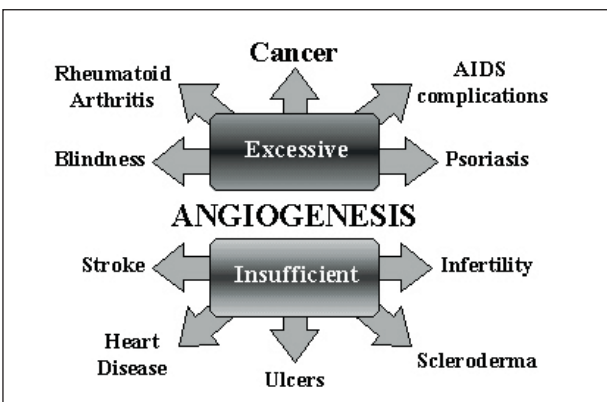 Cancer
Rheumatoid
Arthritis
AIDS
complications
Blindness
Excessive
Psoriasis
ANGIOGENESIS
Stroke
Insufficient
Infertility
Heart
Disease
Ulcers
Scleroderma